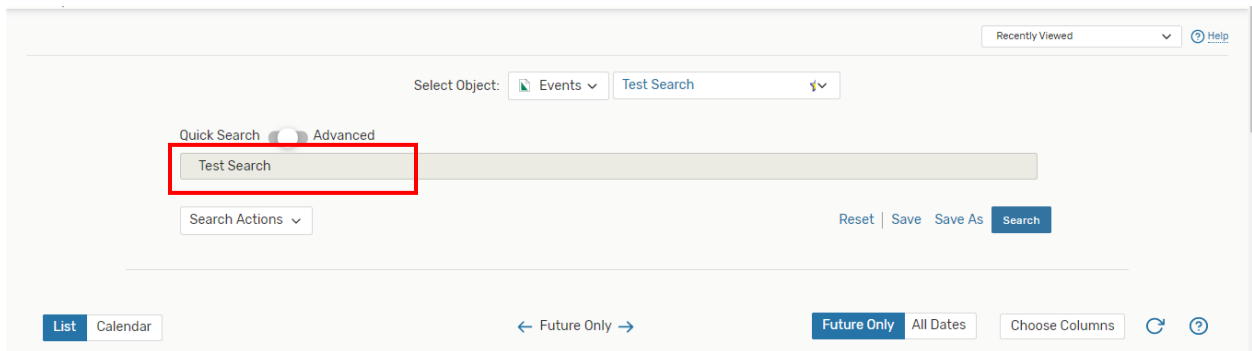 Recently Viewed Help
Select Object: Events Test Search
Quick Search Advanced
Test Search
Search Actions Reset | Save Save As Search
List Calendar ← Future Only → Future Only All Dates Choose Columns